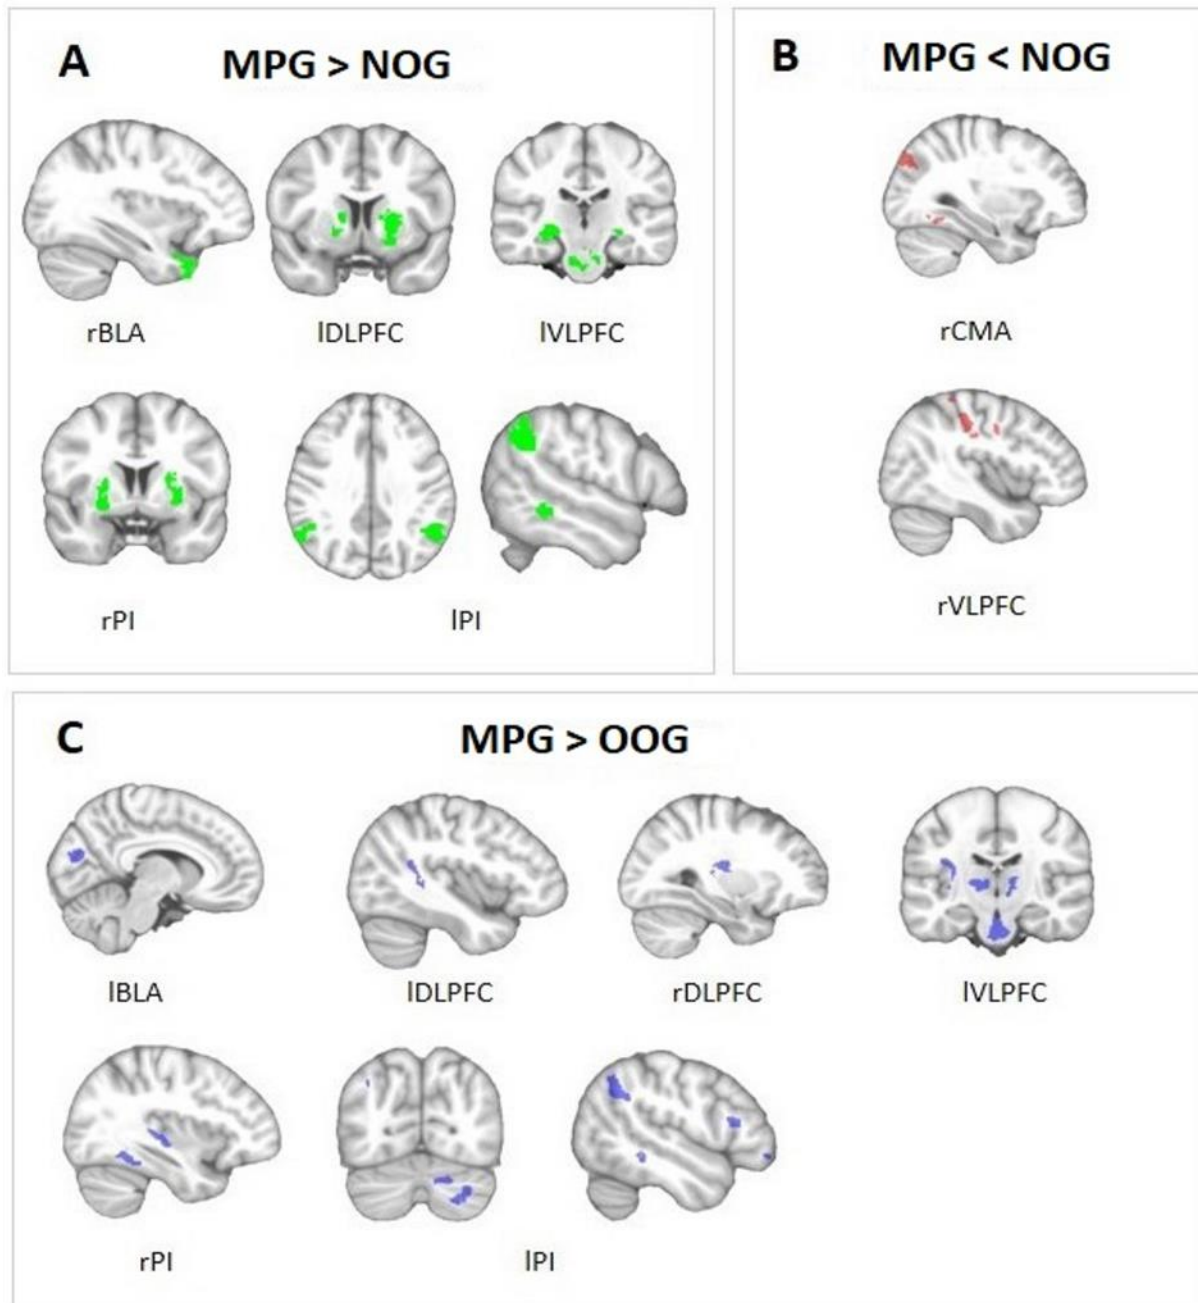 A MPG > NOG
rBLA lDLPFC lVLPFC
rPI lPI
B MPG < NOG
rCMA
rVLPFC
C MPG > OOG
lBLA lDLPFC rDLPFC lVLPFC
rPI lPI